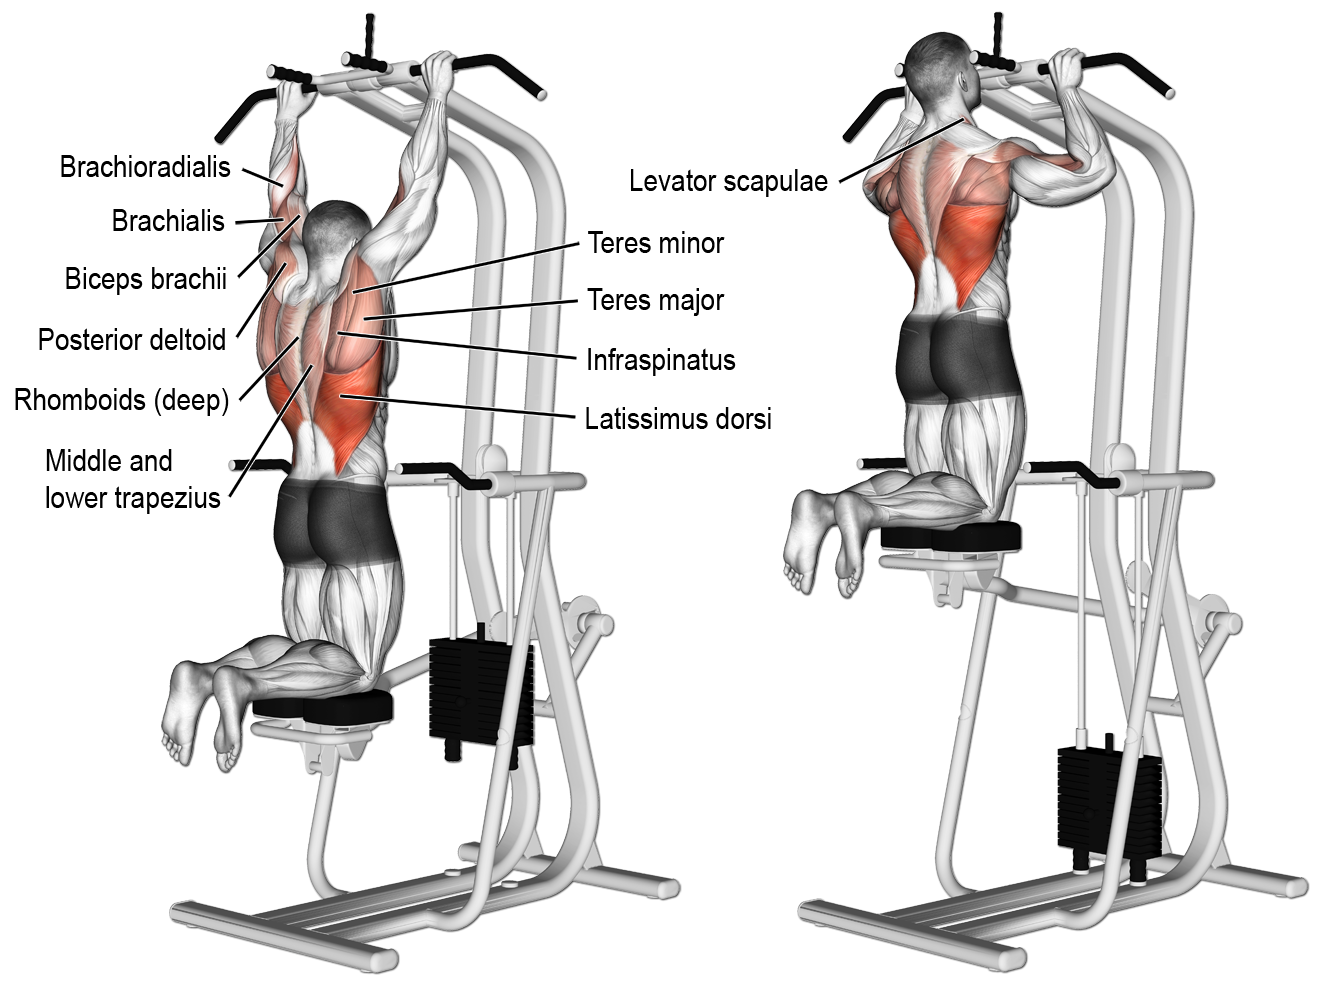 Brachioradialis
Brachialis
Biceps brachii
Posterior deltoid
Rhomboids (deep)
Middle and
lower trapezius
Teres minor
Teres major
Infraspinatus
Latissimus dorsi
Levator scapulae